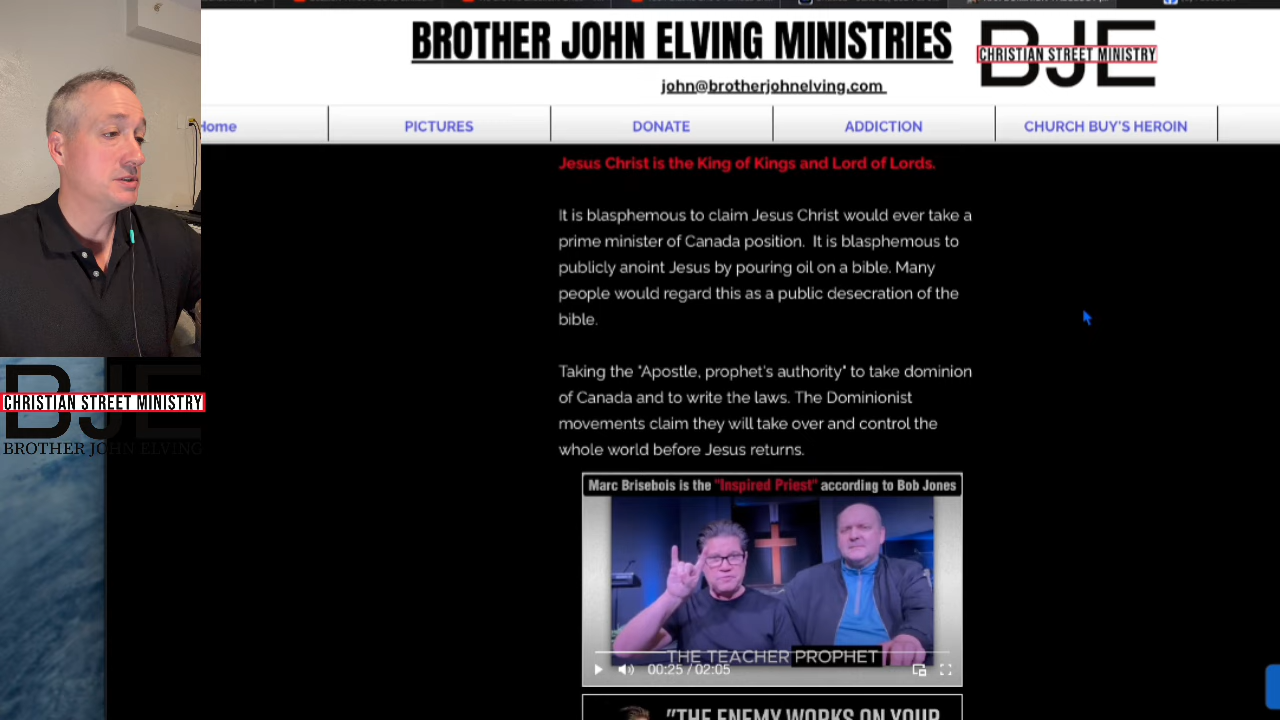 BROTHER JOHN ELVING MINISTRIES
BJE
CHRISTIAN STREET MINISTRY
john@brotherjohnelving.com
Home
PICTURES
DONATE
ADDICTION
CHURCH BUY'S HEROIN
Jesus Christ is the King of Kings and Lord of Lords.
It is blasphemous to claim Jesus Christ would ever take a
prime minister of Canada position. It is blasphemous to
publicly anoint Jesus by pouring oil on a bible. Many
people would regard this as a public desecration of the
bible.
Taking the "Apostle, prophet's authority" to take dominion
of Canada and to write the laws. The Dominionist
movements claim they will take over and control the
whole world before Jesus returns.
Marc Brisebois is the "Inspired Priest" according to Bob Jones
THE TEACHER PROPHET
00:25 / 02:05
"THE ENEMY WORKS ON YOUR
BJE
CHRISTIAN STREET MINISTRY
BROTHER JOHN ELVING